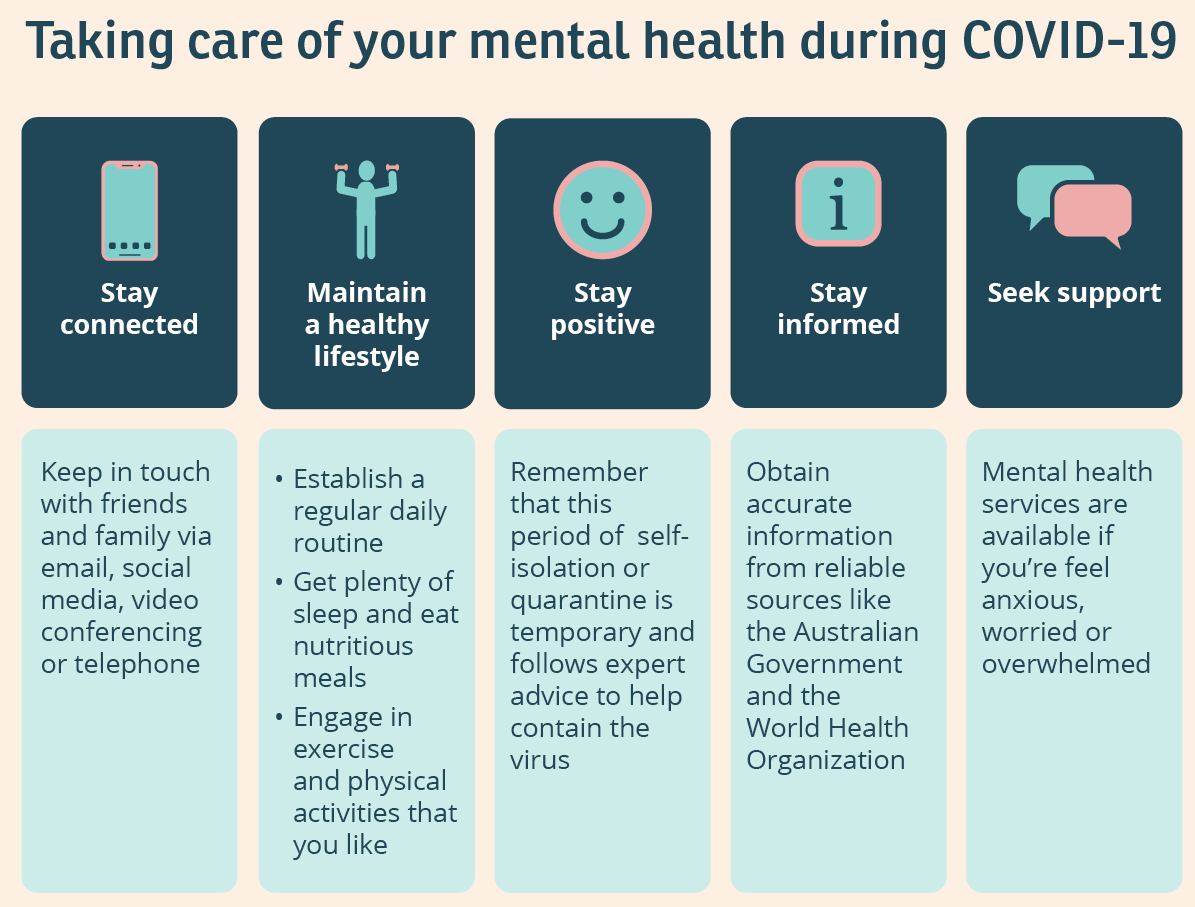 Taking care of your mental health during COVID-19
Stay
connected
Maintain
a healthy
lifestyle
Stay
positive
i
Stay
informed
Seek support
Keep in touch
with friends
and family via
email, social
media, video
conferencing
or telephone
• Establish a
regular daily
routine
• Get plenty of
sleep and eat
nutritious
meals
• Engage in
exercise
and physical
activities that
you like
Remember
that this
period of  self-
isolation or
quarantine is
temporary and
follows expert
advice to help
contain the
virus
Obtain
accurate
information
from reliable
sources like
the Australian
Government
and the
World Health
Organization
Mental health
services are
available if
you’re feel
anxious,
worried or
overwhelmed